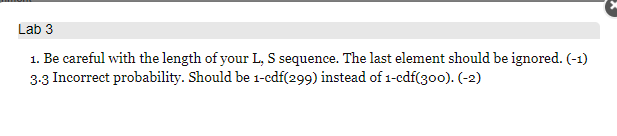 Lab 3
1. Be careful with the length of your L, S sequence. The last element should be ignored. (-1)
3.3 Incorrect probability. Should be 1-cdf(299) instead of 1-cdf(300). (-2)